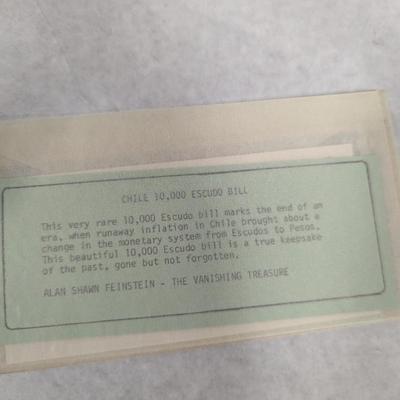 CHILE 10,000 ESCUDO BILL
This very rare 10,000 Escudo bill marks the end of an
era, when runaway inflation in Chile brought about a
change in the monetary system from Escudos to Pesos.
This beautiful 10,000 Escudo bill is a true keepsake
of the past, gone but not forgotten.
ALAN SHAWN FEINSTEIN - THE VANISHING TREASURE